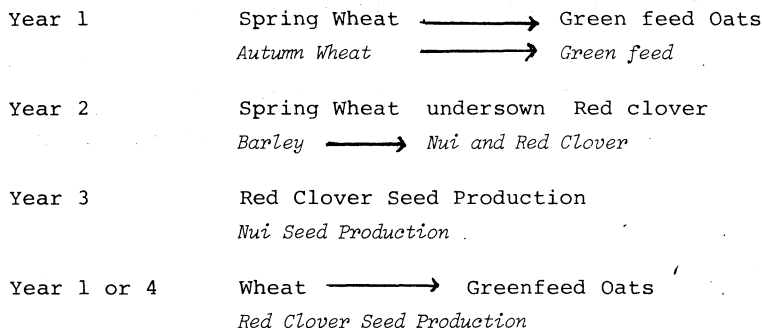 Year 1 Spring Wheat ⟶ Green feed Oats
Autumn Wheat ⟶ Green feed
Year 2 Spring Wheat undersown Red clover
Barley ⟶ Nui and Red Clover
Year 3 Red Clover Seed Production
Nui Seed Production
Year 1 or 4 Wheat ⟶ Greenfeed Oats
Red Clover Seed Production